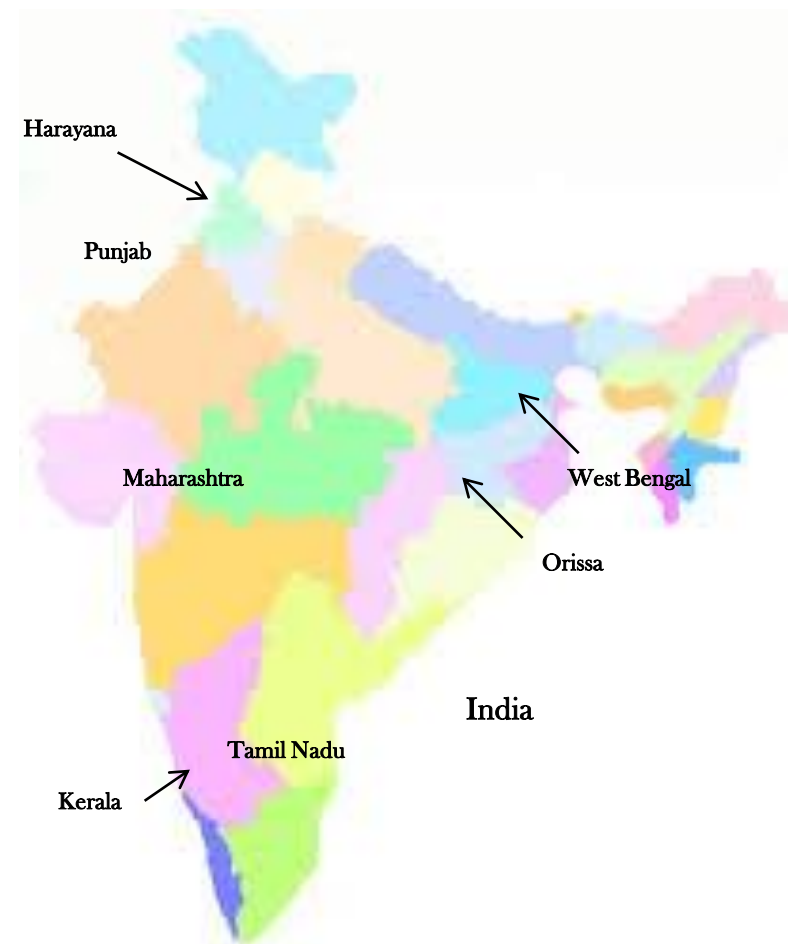 Harayana
Punjab
Maharashtra
West Bengal
Orissa
India
Tamil Nadu
Kerala